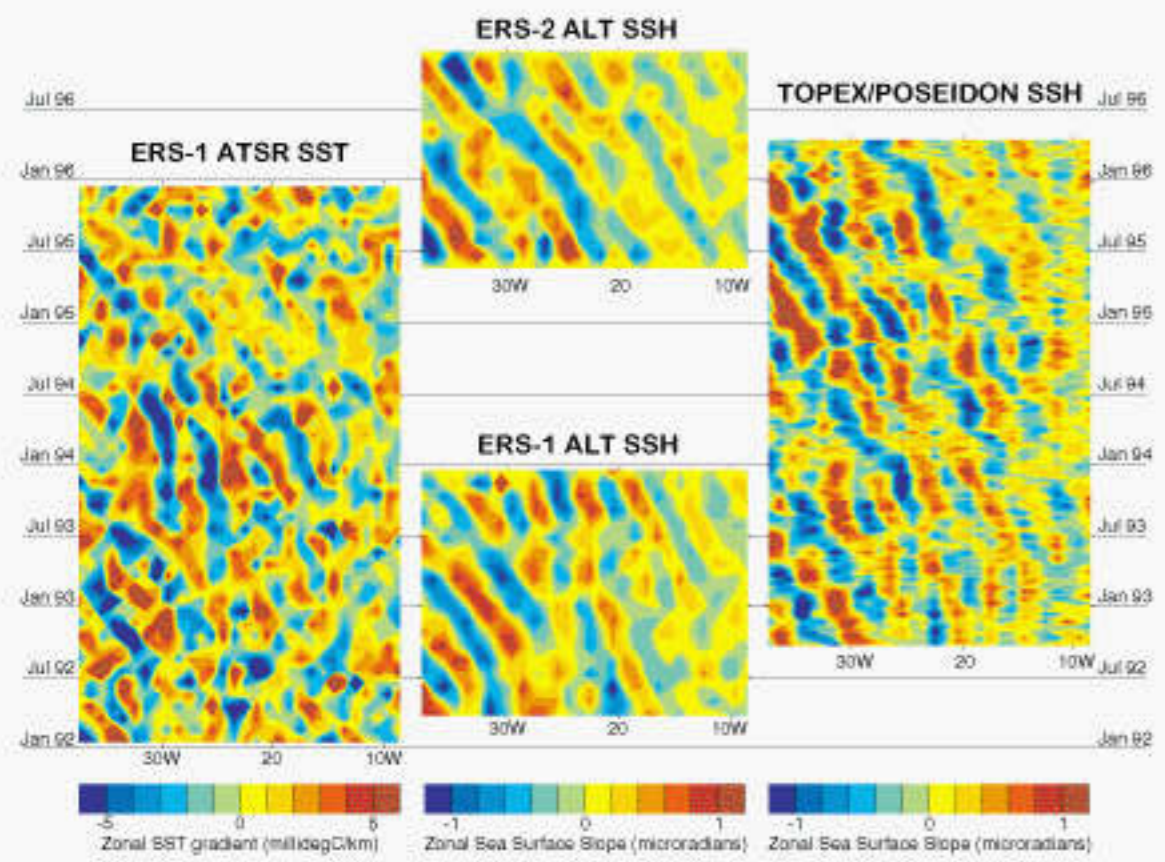 ERS-2 ALT SSH
30W 20 10W
TOPEX/POSEIDON SSH
30W 20 10W
ERS-1 ATSR SST
30W 20 10W
ERS-1 ALT SSH
30W 20 10W
Jul 96
Jan 96
Jul 95
Jan 95
Jul 94
Jan 94
Jul 93
Jan 93
Jul 92
Jan 92
Jul 96
Jan 96
Jul 95
Jan 95
Jul 94
Jan 94
Jul 93
Jan 93
Jul 92
Jan 92
-5 0 5
Zonal SST gradient (millidegC/km)
-1 0 1
Zonal Sea Surface Slope (microradians)
-1 0 1
Zonal Sea Surface Slope (microradians)